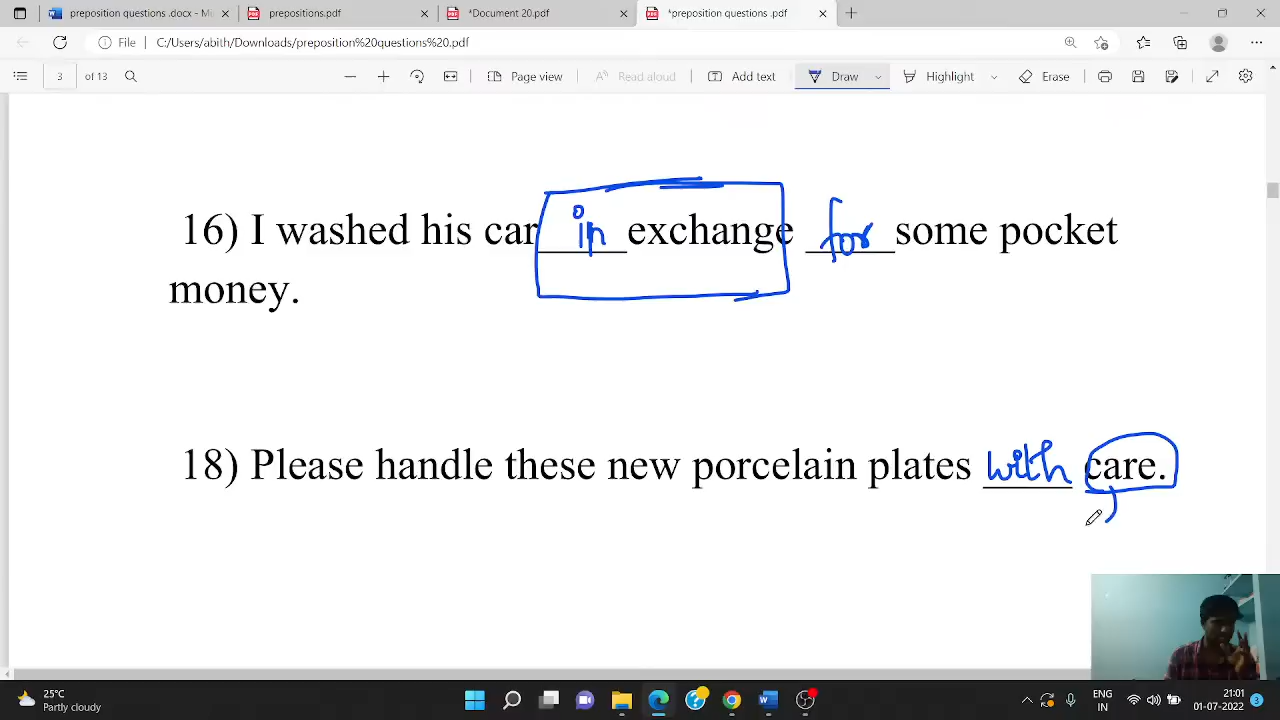 preposition questions .docx - M
prepositions.pdf
*Document 20.pdf
*preposition questions .pdf
File
C:/Users/abith/Downloads/preposition%20questions%20.pdf
3 of 13
Page view
Read aloud
Add text
Draw
Highlight
Erase
16) I washed his car in exchange for some pocket
money.
18) Please handle these new porcelain plates with care.
25°C
Partly cloudy
ENG
IN
21:01
01-07-2022
3